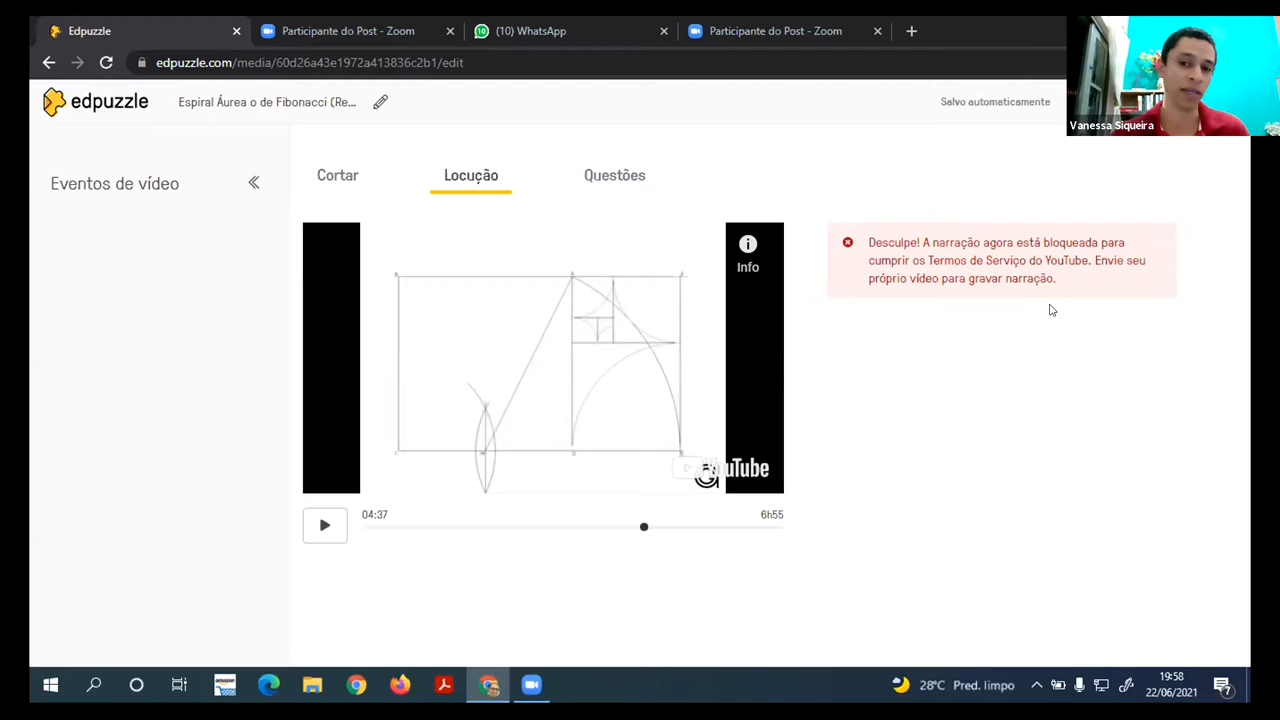 Edpuzzle
Participante do Post - Zoom
(10) WhatsApp
Participante do Post - Zoom
edpuzzle.com/media/60d26a43e1972a413836c2b1/edit
edpuzzle
Espiral Áurea o de Fibonacci (Re...
Salvo automaticamente
Vanessa Siqueira
Eventos de vídeo
Cortar
Locução
Questões
Info
Desculpe! A narração agora está bloqueada para
cumprir os Termos de Serviço do YouTube. Envie seu
próprio vídeo para gravar narração.
YouTube
04:37
6h55
amazon
28°C Pred. limpo
19:58
22/06/2021
7